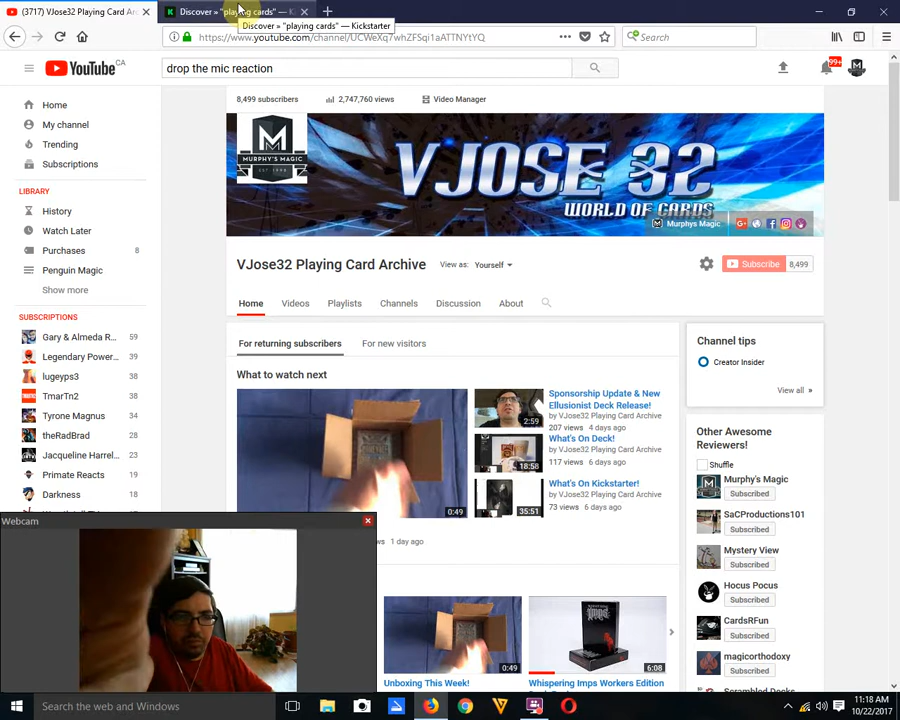 (3717) VJose32 Playing Card Ar
Discover » "playing cards" — Ki
Discover » "playing cards" — Kickstarter
https://www.youtube.com/channel/UCWeXq7whZFSqi1aATTNYtYQ
Search
YouTube CA
drop the mic reaction
99+
Home
My channel
Trending
Subscriptions
LIBRARY
History
Watch Later
Purchases 8
Penguin Magic
Show more
SUBSCRIPTIONS
Gary & Almeda R... 59
Legendary Power... 39
lugeyps3 38
TmarTn2 38
Tyrone Magnus 34
theRadBrad 28
Jacqueline Harrel... 28
Primate Reacts 24
Darkness 18
8,499 subscribers 2,747,760 views Video Manager
MURPHY'S MAGIC
VJOSE 32
WORLD OF CARDS
Murphys Magic
VJose32 Playing Card Archive View as: Yourself
Subscribe 8,499
Home Videos Playlists Channels Discussion About
For returning subscribers For new visitors
What to watch next
0:49
2:59
Sponsorship Update & New
Ellusionist Deck Release!
by VJose32 Playing Card Archive
207 views 4 days ago
18:58
What's On Deck!
by VJose32 Playing Card Archive
117 views 6 days ago
35:51
What's On Kickstarter!
by VJose32 Playing Card Archive
73 views 6 days ago
1 day ago
0:49
Unboxing This Week!
6:08
Whispering Imps Workers Edition
Channel tips
Creator Insider
View all »
Other Awesome
Reviewers!
Shuffle
Murphy's Magic
Subscribed
SaCProductions101
Subscribed
Mystery View
Subscribed
Hocus Pocus
Subscribed
CardsRFun
Subscribed
magicorthodoxy
Subscribed
Webcam
Search the web and Windows
11:18 AM
10/22/2017